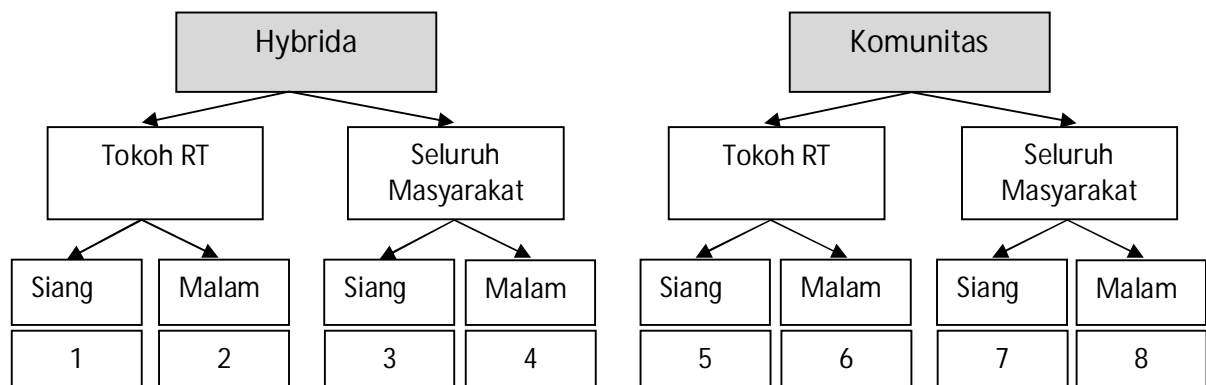 Hybrida
Komunitas
Tokoh RT
Seluruh
Masyarakat
Tokoh RT
Seluruh
Masyarakat
Siang
Malam
Siang
Malam
Siang
Malam
Siang
Malam
1
2
3
4
5
6
7
8